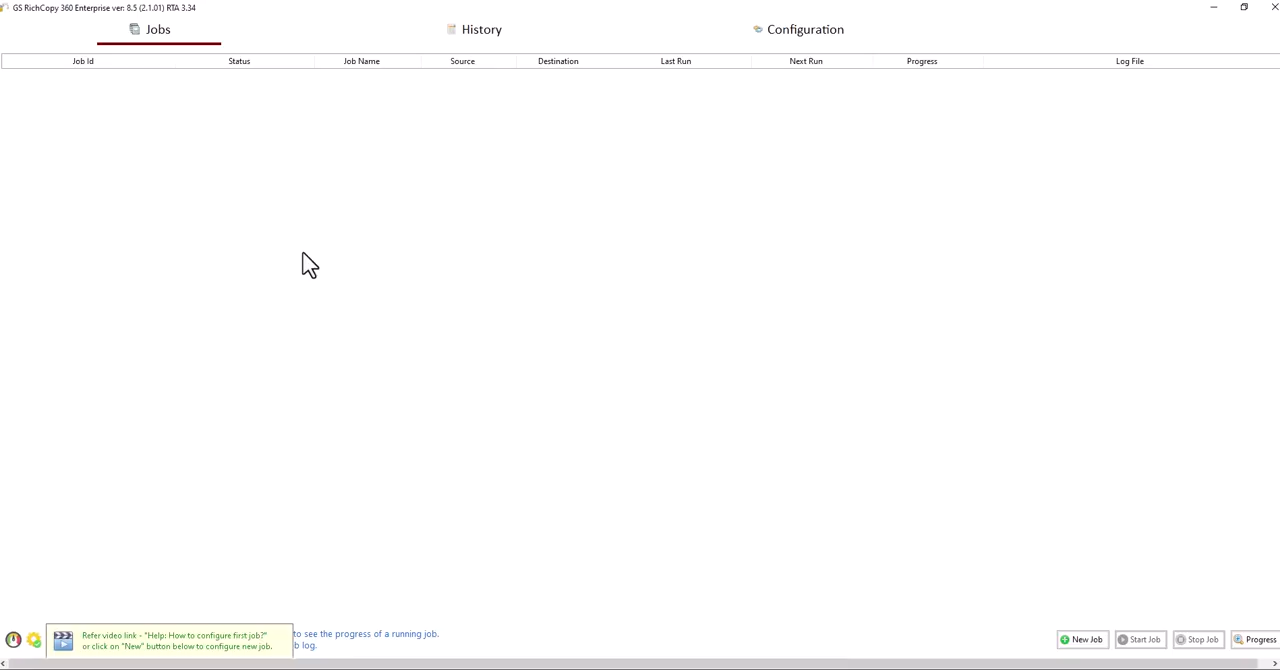 GS RichCopy 360 Enterprise ver: 8.5 (2.1.01) RTA 3.34
Jobs
History
Configuration
Job Id Status Job Name Source Destination Last Run Next Run Progress Log File
Refer video link - "Help: How to configure first job?"
or click on "New" button below to configure new job.
to see the progress of a running job.
b log.
New Job
Start Job
Stop Job
Progress